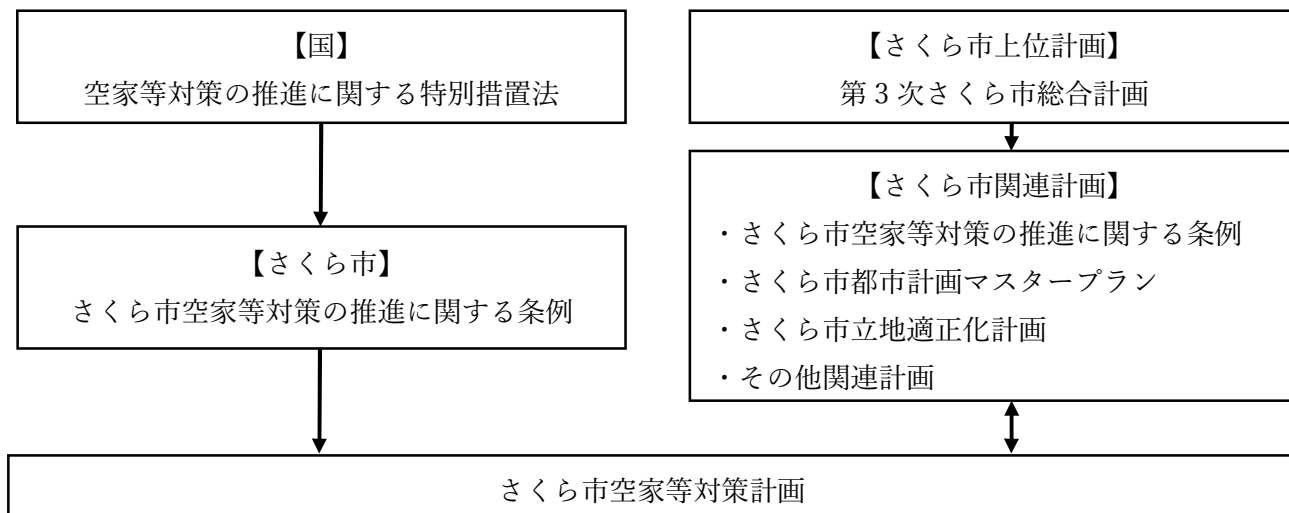 【国】
空家等対策の推進に関する特別措置法
【さくら市】
さくら市空家等対策の推進に関する条例
【さくら市上位計画】
第3次さくら市総合計画
【さくら市関連計画】
・さくら市空家等対策の推進に関する条例
・さくら市都市計画マスタープラン
・さくら市立地適正化計画
・その他関連計画
さくら市空家等対策計画